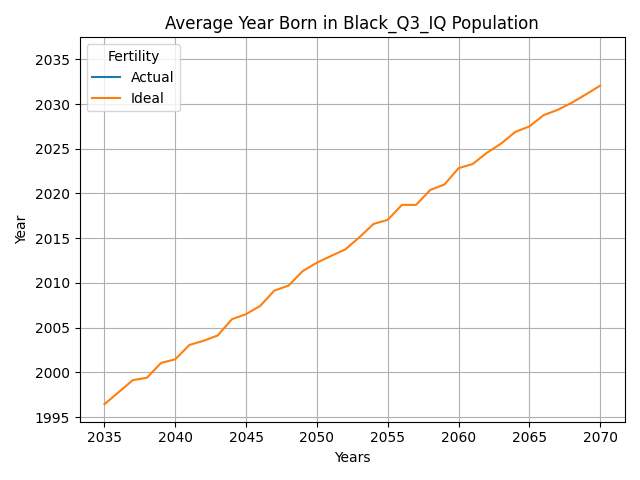 Average Year Born in Black_Q3_IQ Population
Fertility
Actual
Ideal
2035
2030
2025
2020
2015
2010
2005
2000
1995
Year
2035 2040 2045 2050 2055 2060 2065 2070
Years